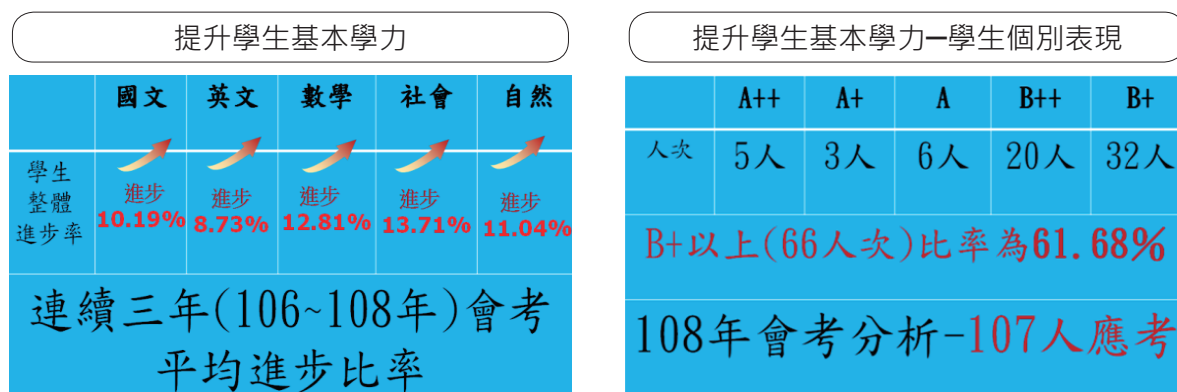 提升學生基本學力
國文 英文 數學 社會 自然
學生
整體
進步率
進步 進步 進步 進步 進步
10.19% 8.73% 12.81% 13.71% 11.04%
連續三年(106~108年)會考
平均進步比率
提升學生基本學力—學生個別表現
A++ A+ A B++ B+
人次 5人 3人 6人 20人 32人
B+以上(66人次)比率為61.68%
108年會考分析-107人應考